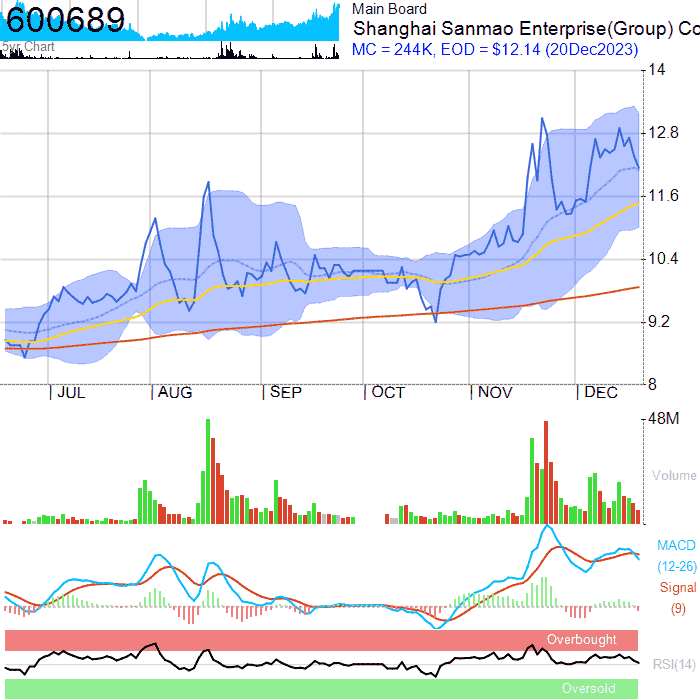 600689
5yr Chart
Main Board
Shanghai Sanmao Enterprise(Group) Co
MC = 244K, EOD = $12.14 (20Dec2023)
14
12.8
11.6
10.4
9.2
8
JUL AUG SEP OCT NOV DEC
48M
Volume
MACD
(12-26)
Signal
(9)
Overbought
RSI(14)
Oversold